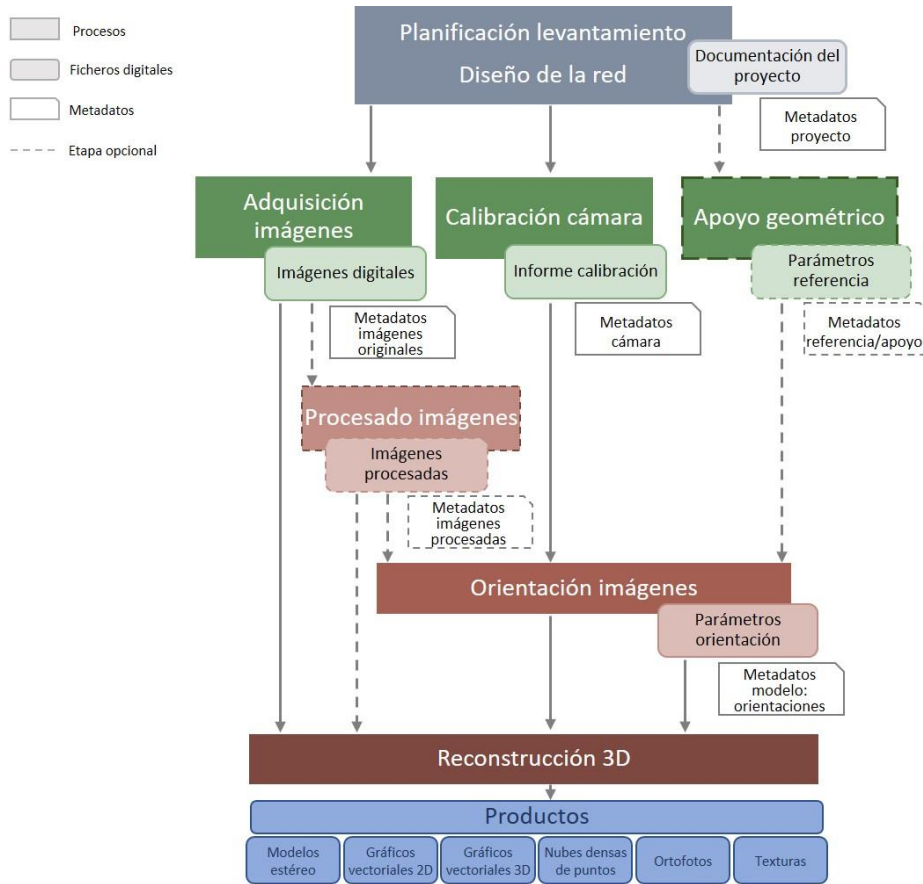 Procesos
Ficheros digitales
Metadatos
Etapa opcional
Planificación levantamiento
Diseño de la red
Documentación del
proyecto
Metadatos
proyecto
Adquisición
imágenes
Imágenes digitales
Metadatos
imágenes
originales
Calibración cámara
Informe calibración
Metadatos
cámara
Apoyo geométrico
Parámetros
referencia
Metadatos
referencia/apoyo
Procesado imágenes
Imágenes
procesadas
Metadatos
imágenes
procesadas
Orientación imágenes
Parámetros
orientación
Metadatos
modelo:
orientaciones
Reconstrucción 3D
Productos
Modelos
estéreo
Gráficos
vectoriales 2D
Gráficos
vectoriales 3D
Nubes densas
de puntos
Ortofotos
Texturas